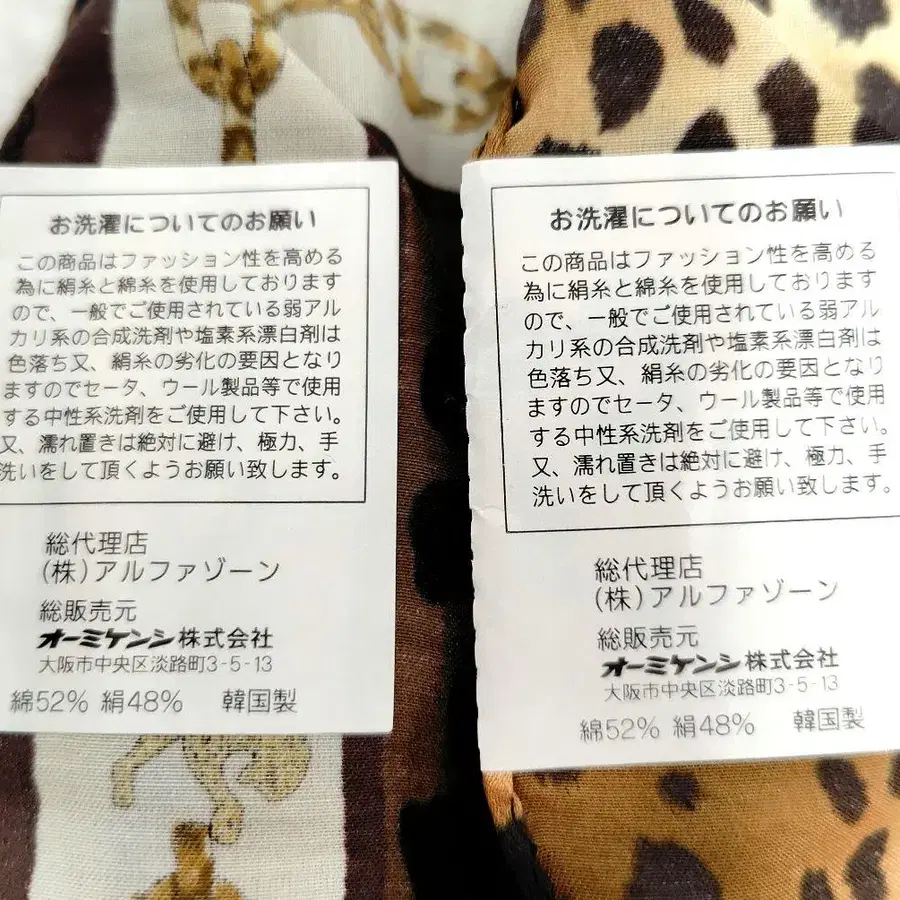 お洗濯についてのお願い
この商品はファッション性を高める
為に絹糸と綿糸を使用しております
ので、一般でご使用されている弱アル
カリ系の合成洗剤や塩素系漂白剤は
色落ち又、絹糸の劣化の要因となり
ますのでセータ、ウール製品等で使用
する中性系洗剤をご使用して下さい。
又、濡れ置きは絶対に避け、極力、手
洗いをして頂くようお願い致します。
総代理店
(株)アルファゾーン
総販売元
オーミケンシ株式会社
大阪市中央区淡路町3-5-13
綿52% 絹48% 韓国製
お洗濯についてのお願い
この商品はファッション性を高める
為に絹糸と綿糸を使用しております
ので、一般でご使用されている弱アル
カリ系の合成洗剤や塩素系漂白剤は
色落ち又、絹糸の劣化の要因となり
ますのでセータ、ウール製品等で使用
する中性系洗剤をご使用して下さい。
又、濡れ置きは絶対に避け、極力、手
洗いをして頂くようお願い致します。
総代理店
(株)アルファゾーン
総販売元
オーミケンシ株式会社
大阪市中央区淡路町3-5-13
綿52% 絹48% 韓国製